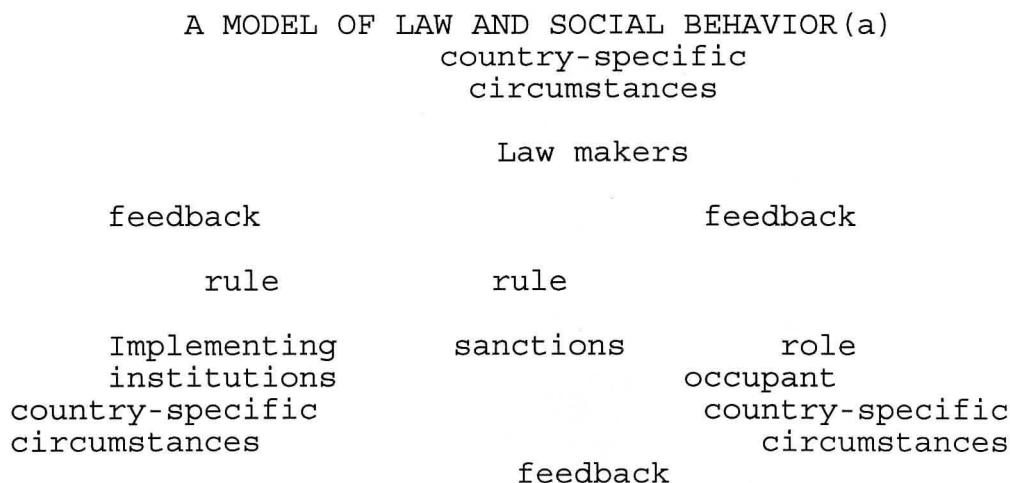 A MODEL OF LAW AND SOCIAL BEHAVIOR(a)
country-specific
circumstances
Law makers
feedback feedback
rule rule
Implementing sanctions role
institutions occupant
country-specific country-specific
circumstances circumstances
feedback